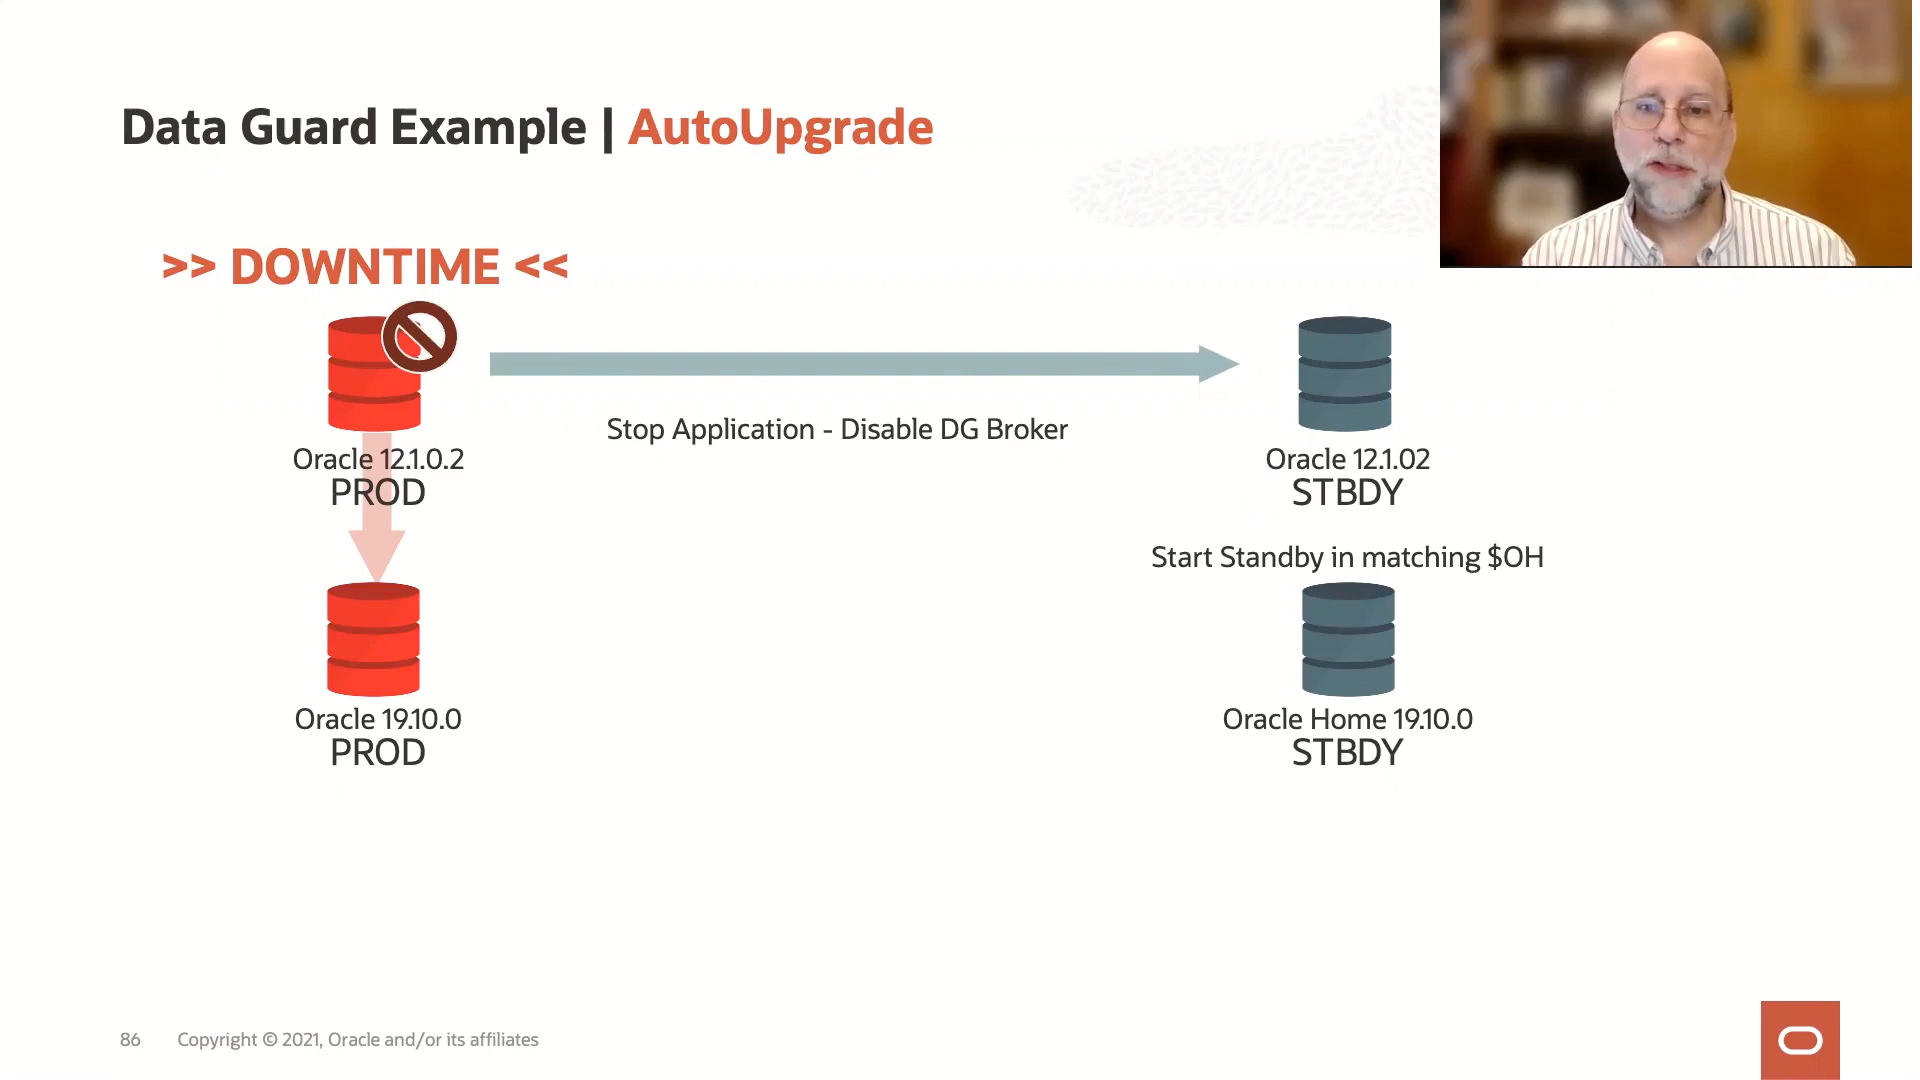 Data Guard Example | AutoUpgrade
>> DOWNTIME <<
Stop Application - Disable DG Broker
Oracle 12.1.0.2
PROD
Oracle 12.1.02
STBDY
Start Standby in matching $OH
Oracle 19.10.0
PROD
Oracle Home 19.10.0
STBDY
86 Copyright © 2021, Oracle and/or its affiliates